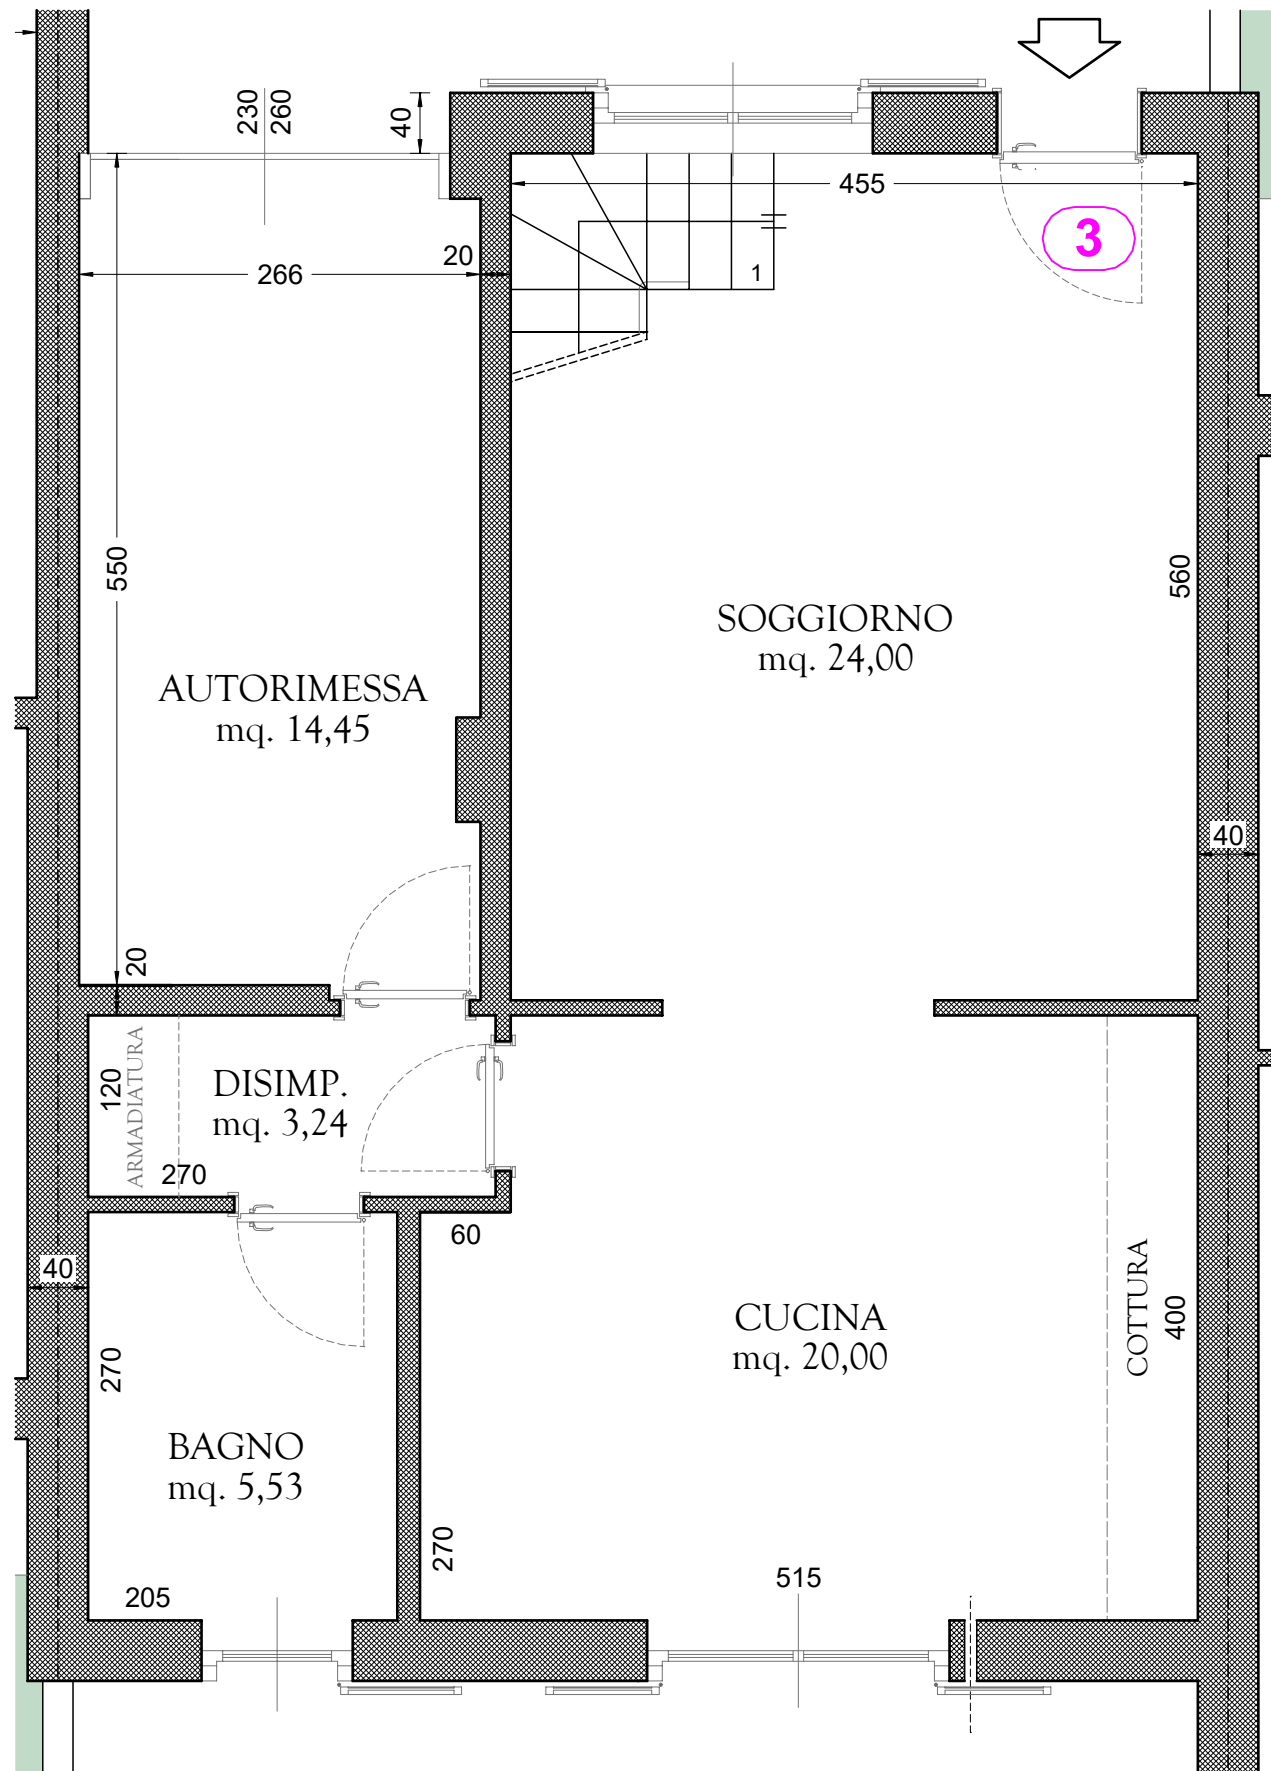 230
260
40
455
3
20
266
1
550
560
SOGGIORNO
mq. 24,00
AUTORIMESSA
mq. 14,45
40
20
ARMADIATURA
120
DISIMP.
mq. 3,24
270
60
40
COTTURA
400
CUCINA
mq. 20,00
270
BAGNO
mq. 5,53
270
515
205